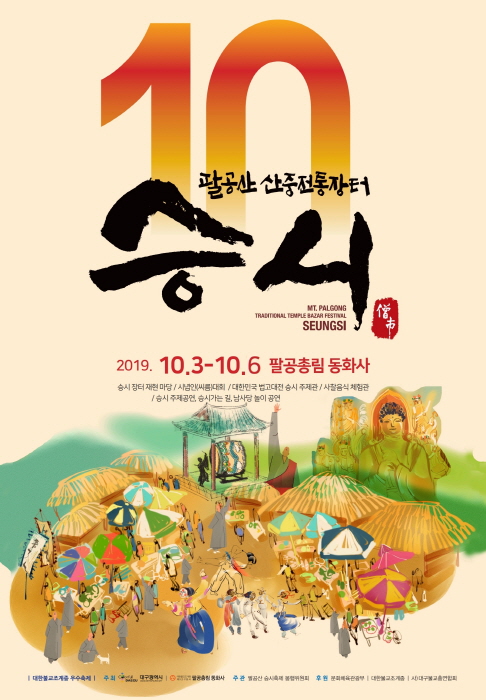 10
팔공산 산중전통장터
승시
MT. PALGONG
TRADITIONAL TEMPLE BAZAR FESTIVAL
SEUNGSI
僧市
2019. 10.3-10.6 팔공총림 동화사
승시 장터 재현 마당 / 시념인(씨름)대회 / 대한민국 법고대전 승시 주제관 / 사찰음식 체험관
/ 승시 주제공연, 승시가는 길, 남사당 놀이 공연
| 대한불교조계종 우수축제 | 주 최 대구광역시 | 팔공총림 동화사 주 관 팔공산 승시축제 봉행위원회 | 후 원 문화체육관광부 | 대한불교조계종 | 사) 대구불교총연합회